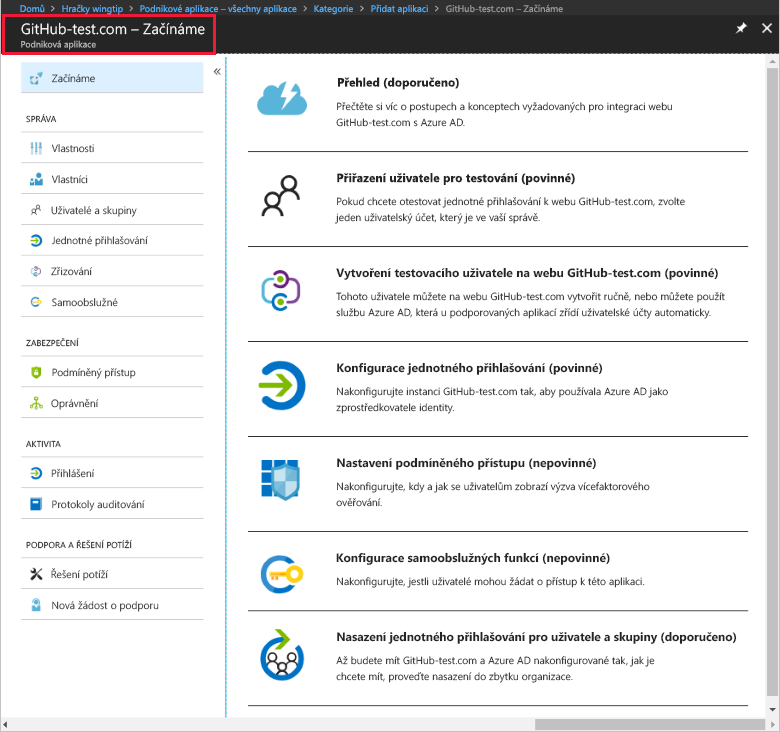 Domů > Hračky wingtip > Podnikové aplikace – všechny aplikace > Kategorie > Přidat aplikaci > GitHub-test.com – Začínáme
GitHub-test.com – Začínáme
Podniková aplikace
Začínáme
SPRÁVA
Vlastnosti
Vlastníci
Uživatelé a skupiny
Jednotné přihlašování
Zřizování
Samoobslužné
ZABEZPEČENÍ
Podmíněný přístup
Oprávnění
AKTIVITA
Přihlášení
Protokoly auditování
PODPORA A ŘEŠENÍ POTÍŽÍ
Řešení potíží
Nová žádost o podporu
Přehled (doporučeno)
Přečtěte si víc o postupech a konceptech vyžadovaných pro integraci webu
GitHub-test.com s Azure AD.
Přiřazení uživatele pro testování (povinné)
Pokud chcete otestovat jednotné přihlašování k webu GitHub-test.com, zvolte
jeden uživatelský účet, který je ve vaší správě.
Vytvoření testovacího uživatele na webu GitHub-test.com (povinné)
Tohoto uživatele můžete na webu GitHub-test.com vytvořit ručně, nebo můžete použít
službu Azure AD, která u podporovaných aplikací zřídí uživatelské účty automaticky.
Konfigurace jednotného přihlašování (povinné)
Nakonfigurujte instanci GitHub-test.com tak, aby používala Azure AD jako
zprostředkovatele identity.
Nastavení podmíněného přístupu (nepovinné)
Nakonfigurujte, kdy a jak se uživatelům zobrazí výzva vícefaktorového
ověřování.
Konfigurace samoobslužných funkcí (nepovinné)
Nakonfigurujte, jestli uživatelé mohou žádat o přístup k této aplikaci.
Nasazení jednotného přihlašování pro uživatele a skupiny (doporučeno)
Až budete mít GitHub-test.com a Azure AD nakonfigurované tak, jak je
chcete mít, proveďte nasazení do zbytku organizace.